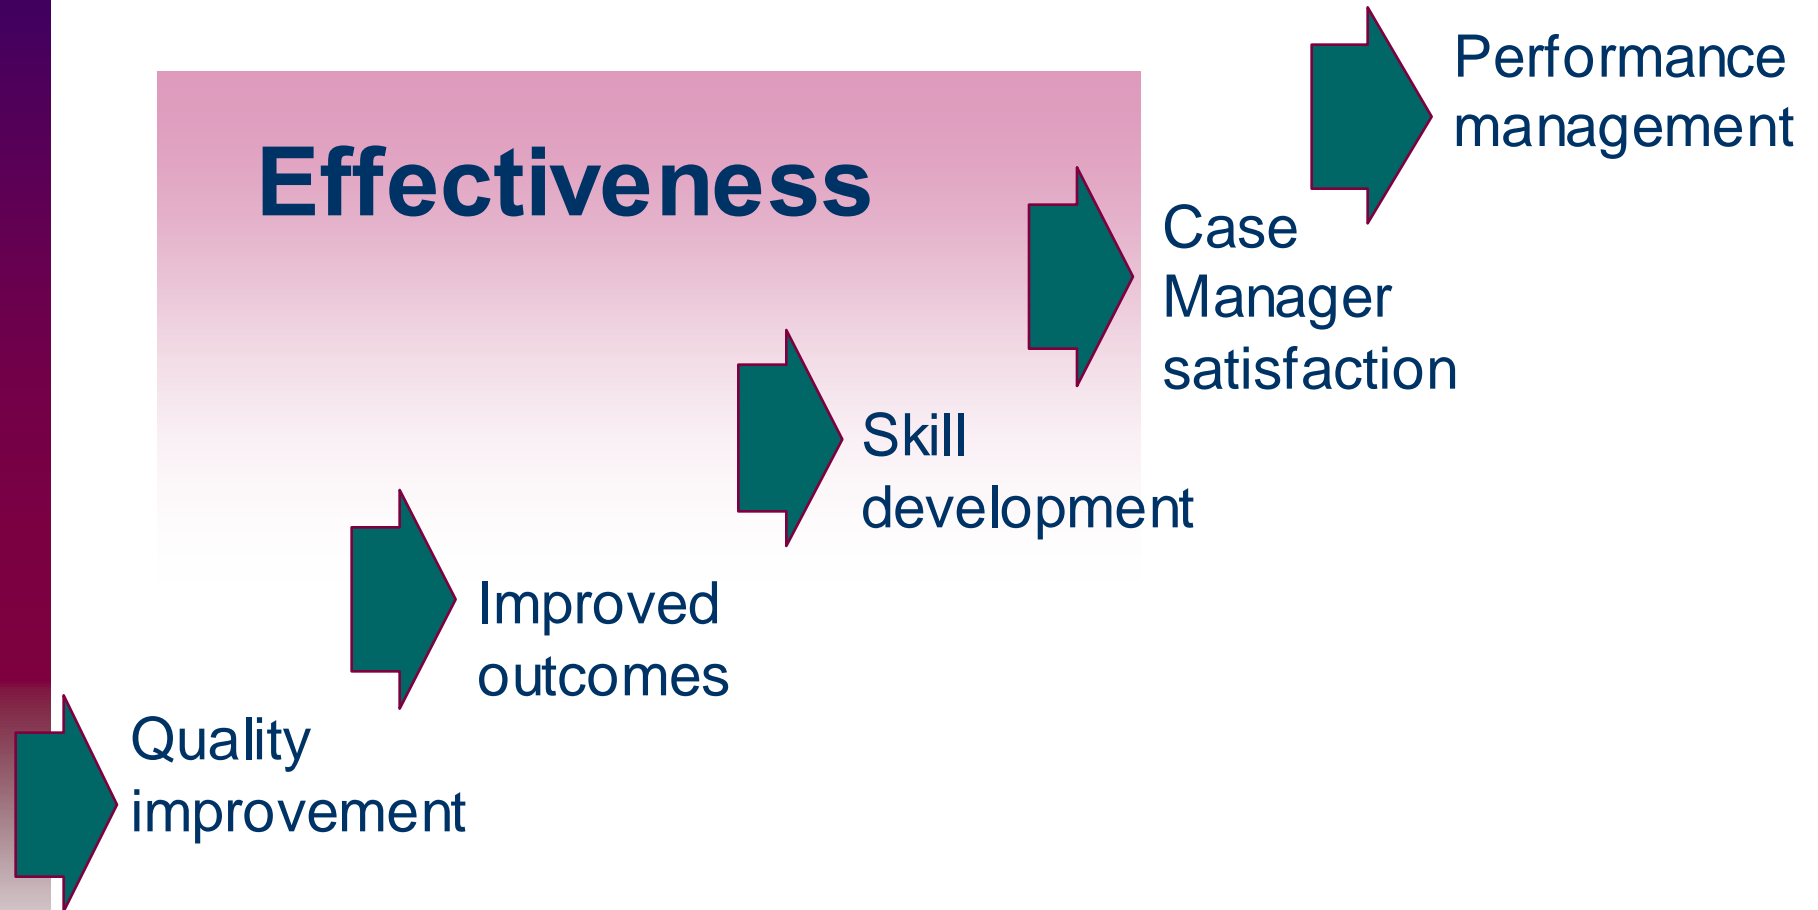 Effectiveness
Performance
management
Case
Manager
satisfaction
Skill
development
Improved
outcomes
Quality
improvement